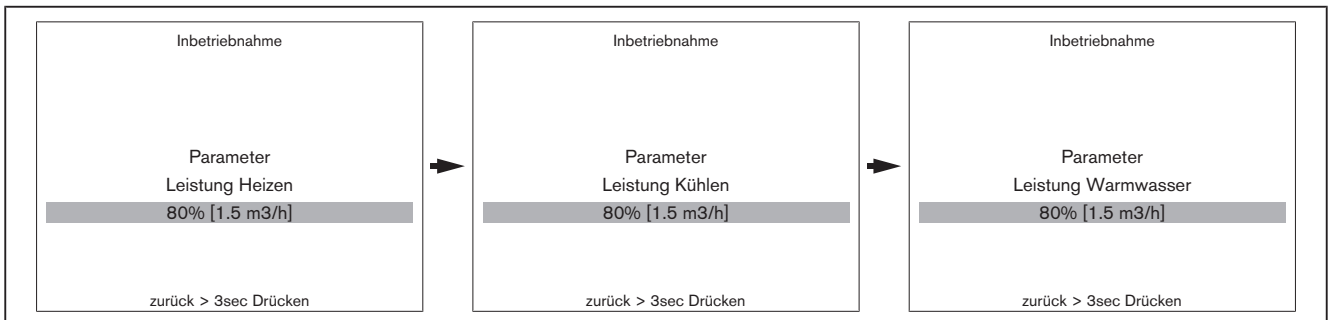 Inbetriebnahme
Parameter
Leistung Heizen
80% [1.5 m3/h]
zurück > 3sec Drücken
Inbetriebnahme
Parameter
Leistung Kühlen
80% [1.5 m3/h]
zurück > 3sec Drücken
Inbetriebnahme
Parameter
Leistung Warmwasser
80% [1.5 m3/h]
zurück > 3sec Drücken